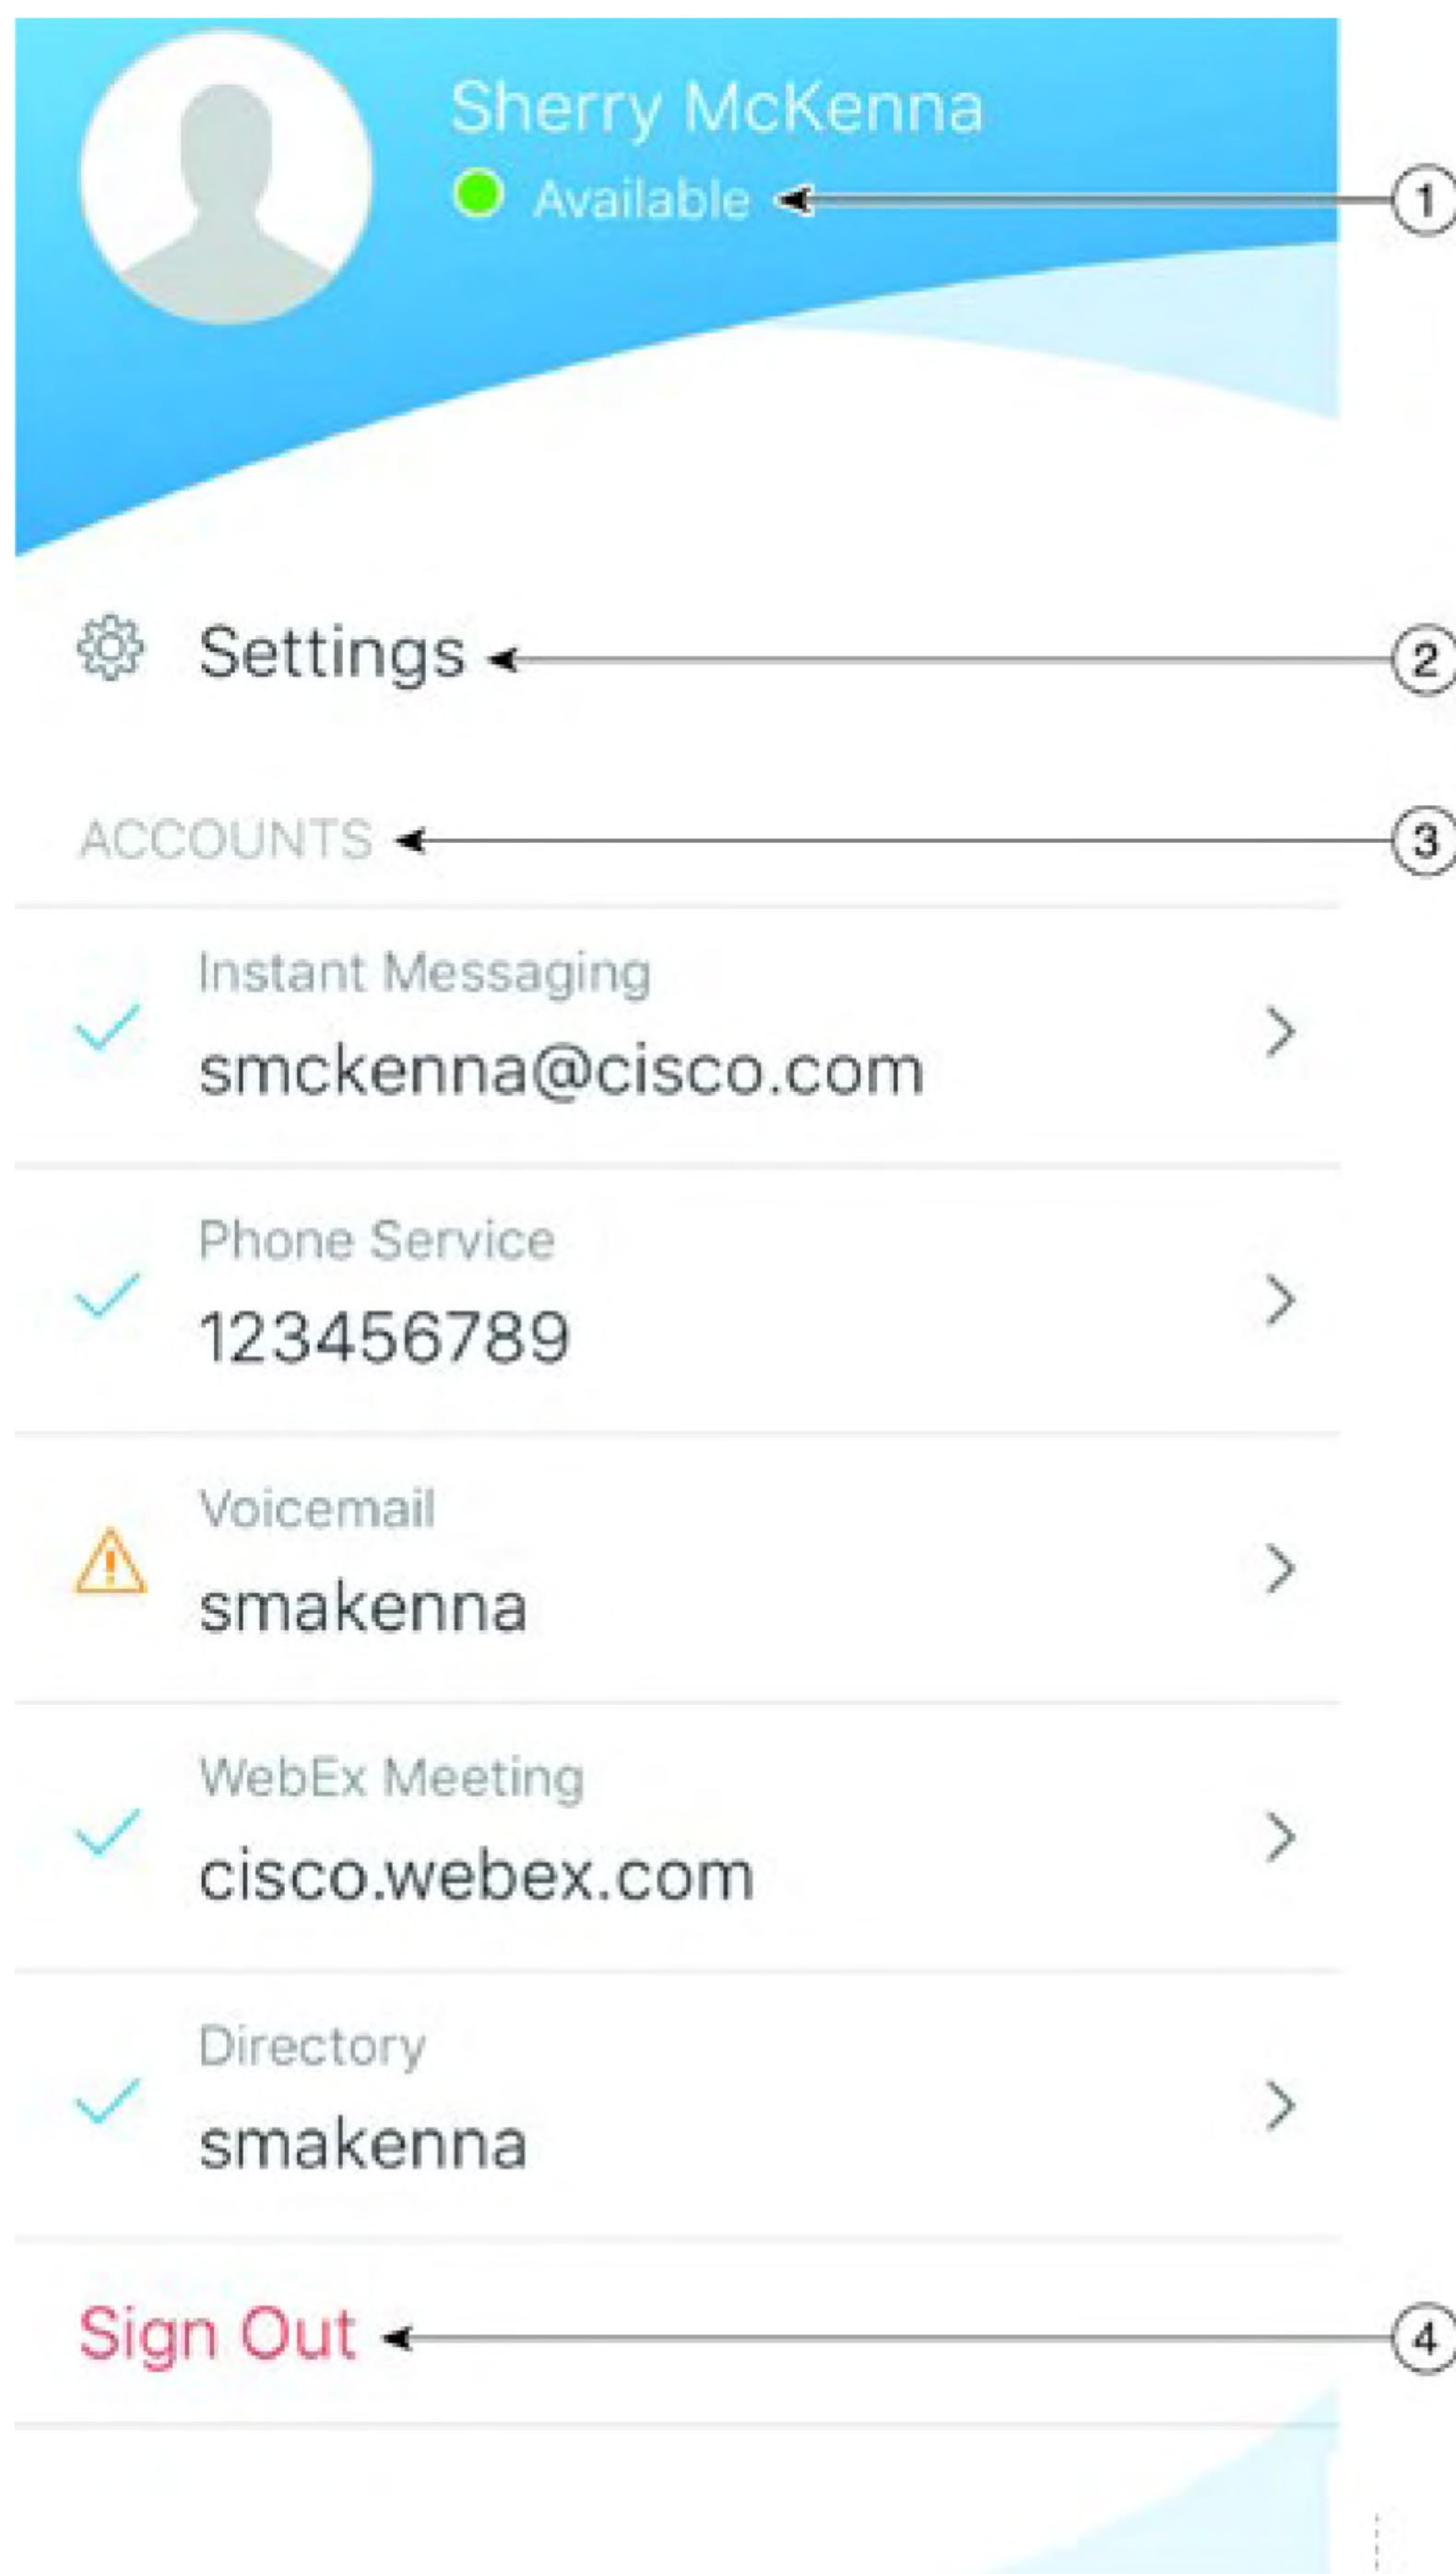 Sherry McKenna
Available
1
Settings
2
ACCOUNTS
3
Instant Messaging
smckenna@cisco.com
Phone Service
123456789
Voicemail
smakenna
WebEx Meeting
cisco.webex.com
Directory
smakenna
Sign Out
4